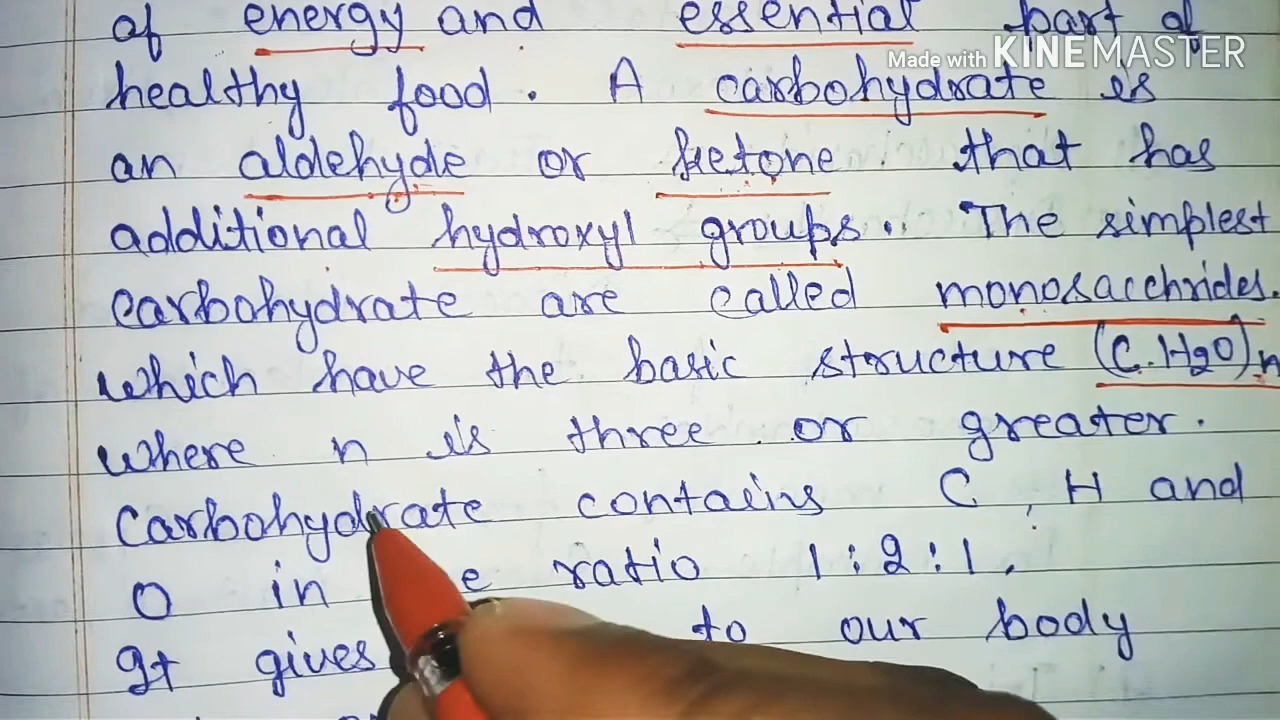 of energy and essential part of
Made with KINEMASTER
healthy food. A carbohydrate is
an aldehyde or ketone that has
additional hydroxyl groups. The simplest
carbohydrate are called monosacchrides.
which have the basic structure (C.H2O)n
where n is three or greater.
Carbohydrate contains C, H and
O in e ratio 1:2:1.
It gives to our body